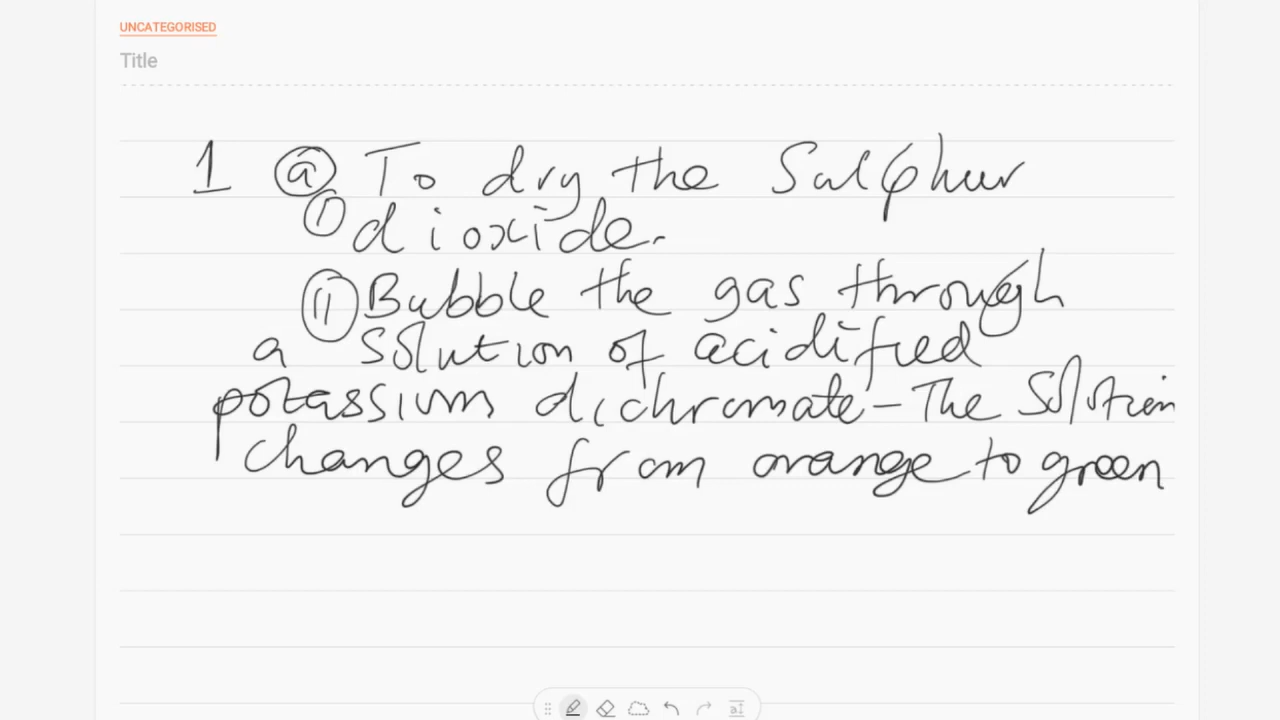 UNCATEGORISED
Title
1 (a) To dry the Sulphur
(i) dioxide.
(ii) Bubble the gas through
a solution of acidified
potassium dichromate - The Solution
changes from orange to green